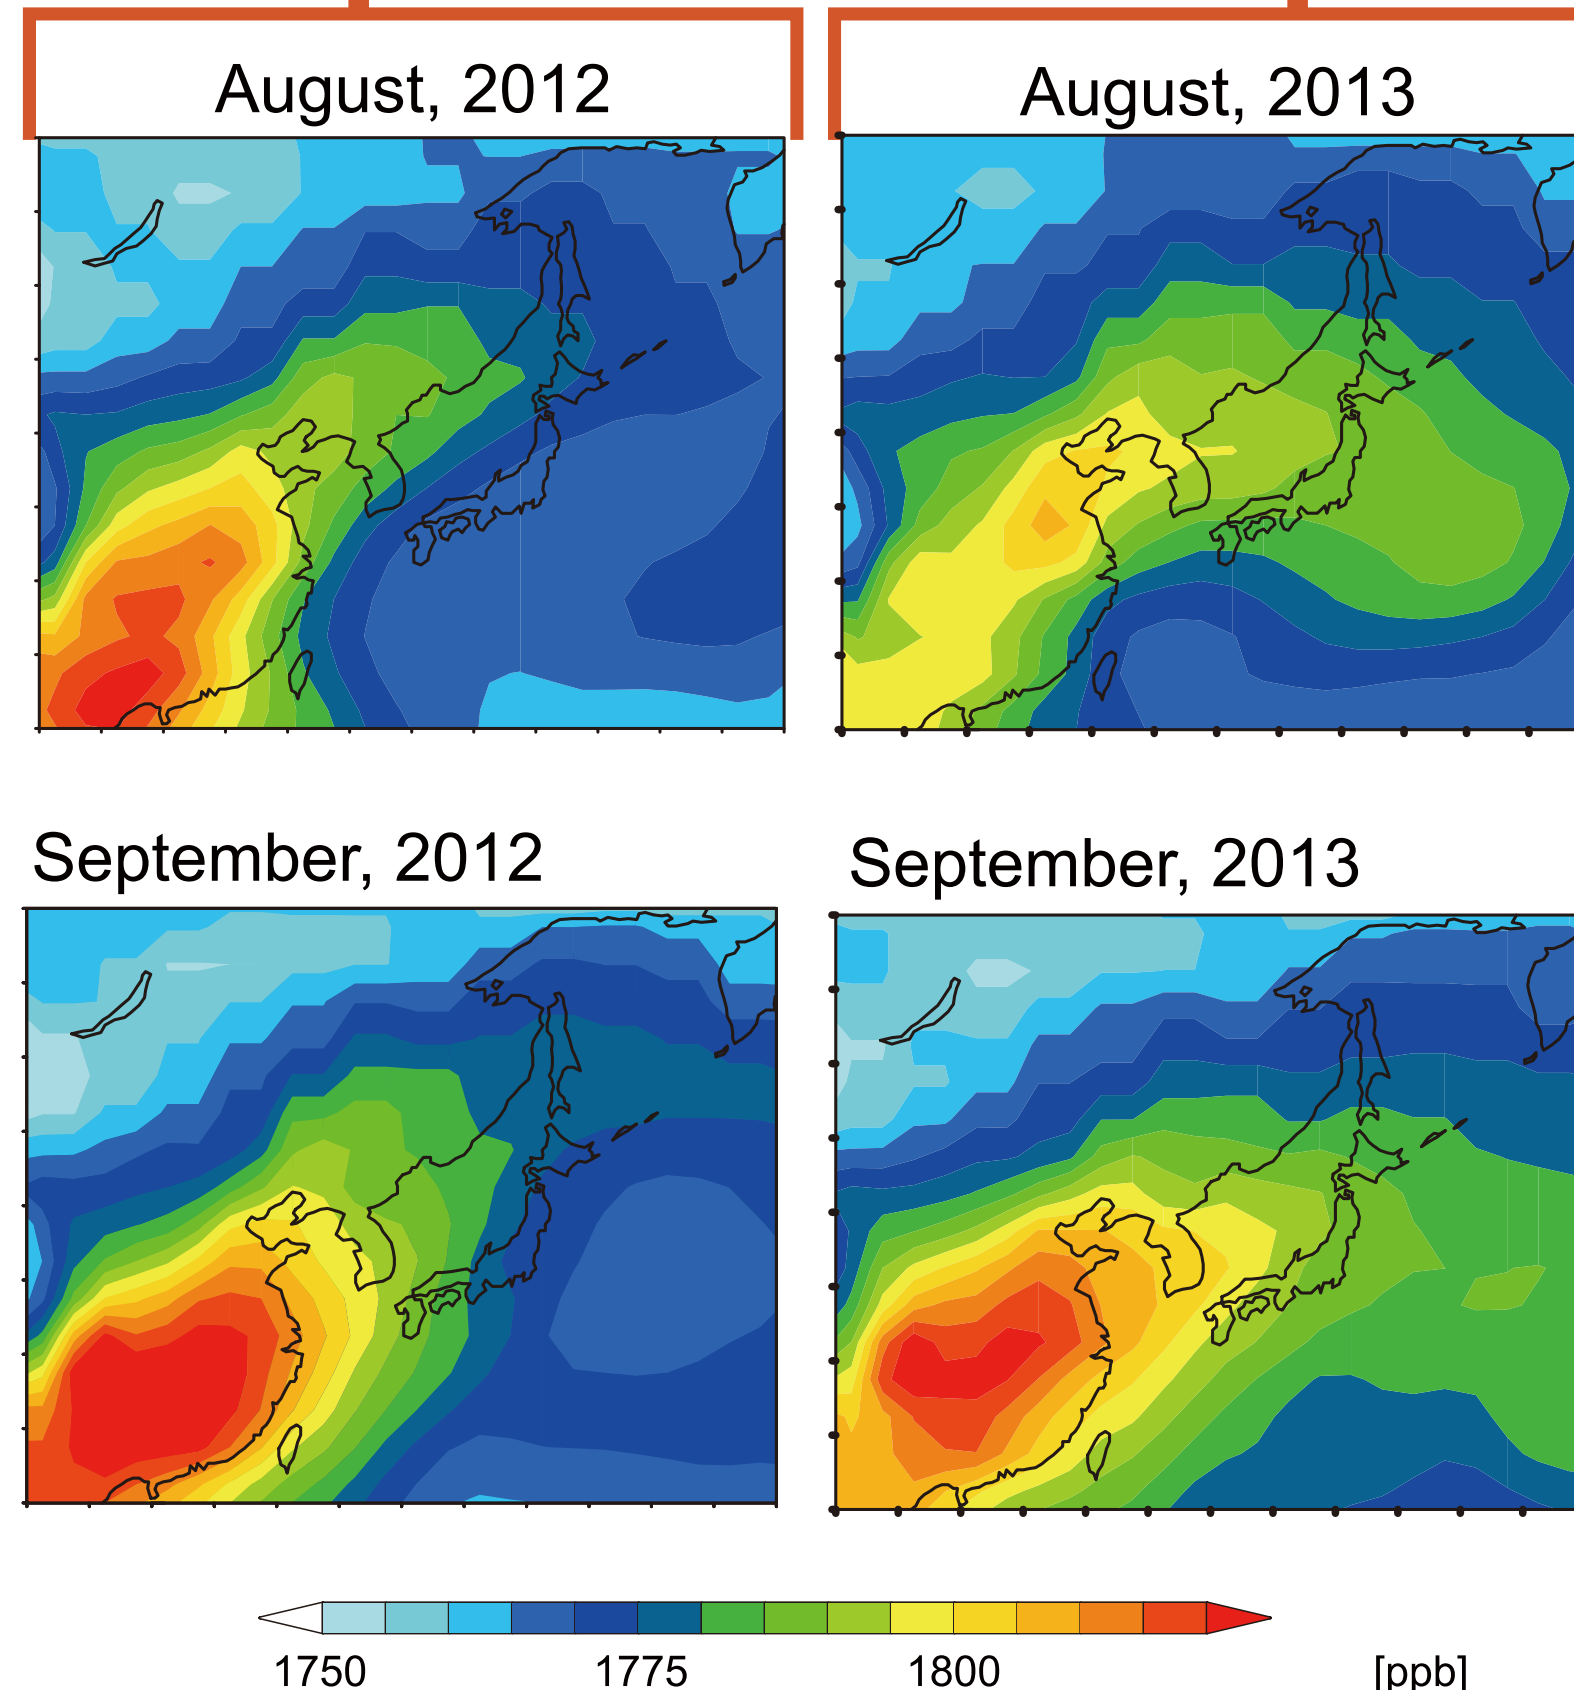 August, 2012
August, 2013
September, 2012
September, 2013
1750 1775 1800 [ppb]